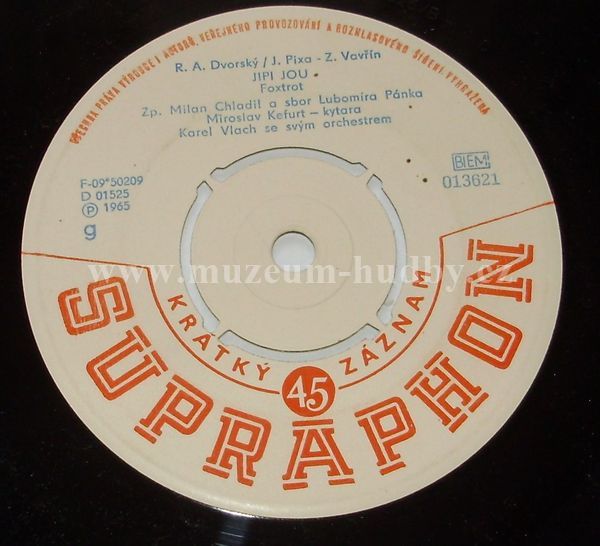 VŠECHNA PRÁVA VÝROBCE I AUTORŮ, VEŘEJNÉHO PROVOZOVÁNÍ A ROZHLASOVÉHO ŠÍŘENÍ VYHRAZENA
R. A. Dvorský / J. Pixa - Z. Vavřín
JIPI JOU
Foxtrot
Zp. Milan Chladil a sbor Lubomíra Pánka
Miroslav Kefurt – kytara
Karel Vlach se svým orchestrem
F-09*50209
D 01525
Ⓟ 1965
g
BIEM
013621
www.muzeum-hudby.cz
KRÁTKÝ 45 ZÁZNAM
SUPRAPHON